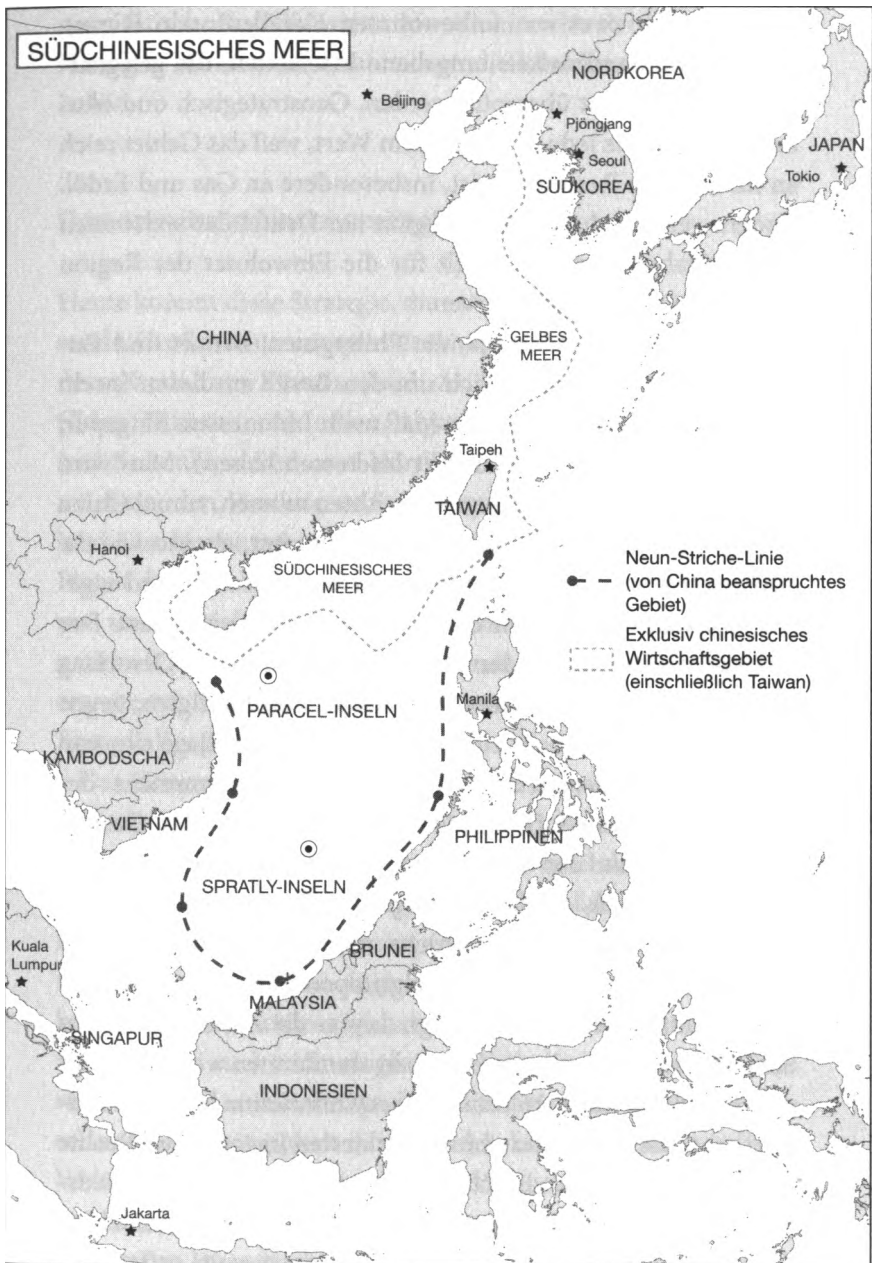 SÜDCHINESISCHES MEER
NORDKOREA
Beijing
Pjöngjang
JAPAN
Seoul
Tokio
SÜDKOREA
CHINA
GELBES
MEER
Taipeh
TAIWAN
Hanoi
SÜDCHINESISCHES
MEER
Neun-Striche-Linie
(von China beanspruchtes
Gebiet)
Exklusiv chinesisches
Wirtschaftsgebiet
(einschließlich Taiwan)
Manila
PARACEL-INSELN
KAMBODSCHA
VIETNAM
PHILIPPINEN
SPRATLY-INSELN
Kuala
Lumpur
BRUNEI
MALAYSIA
SINGAPUR
INDONESIEN
Jakarta